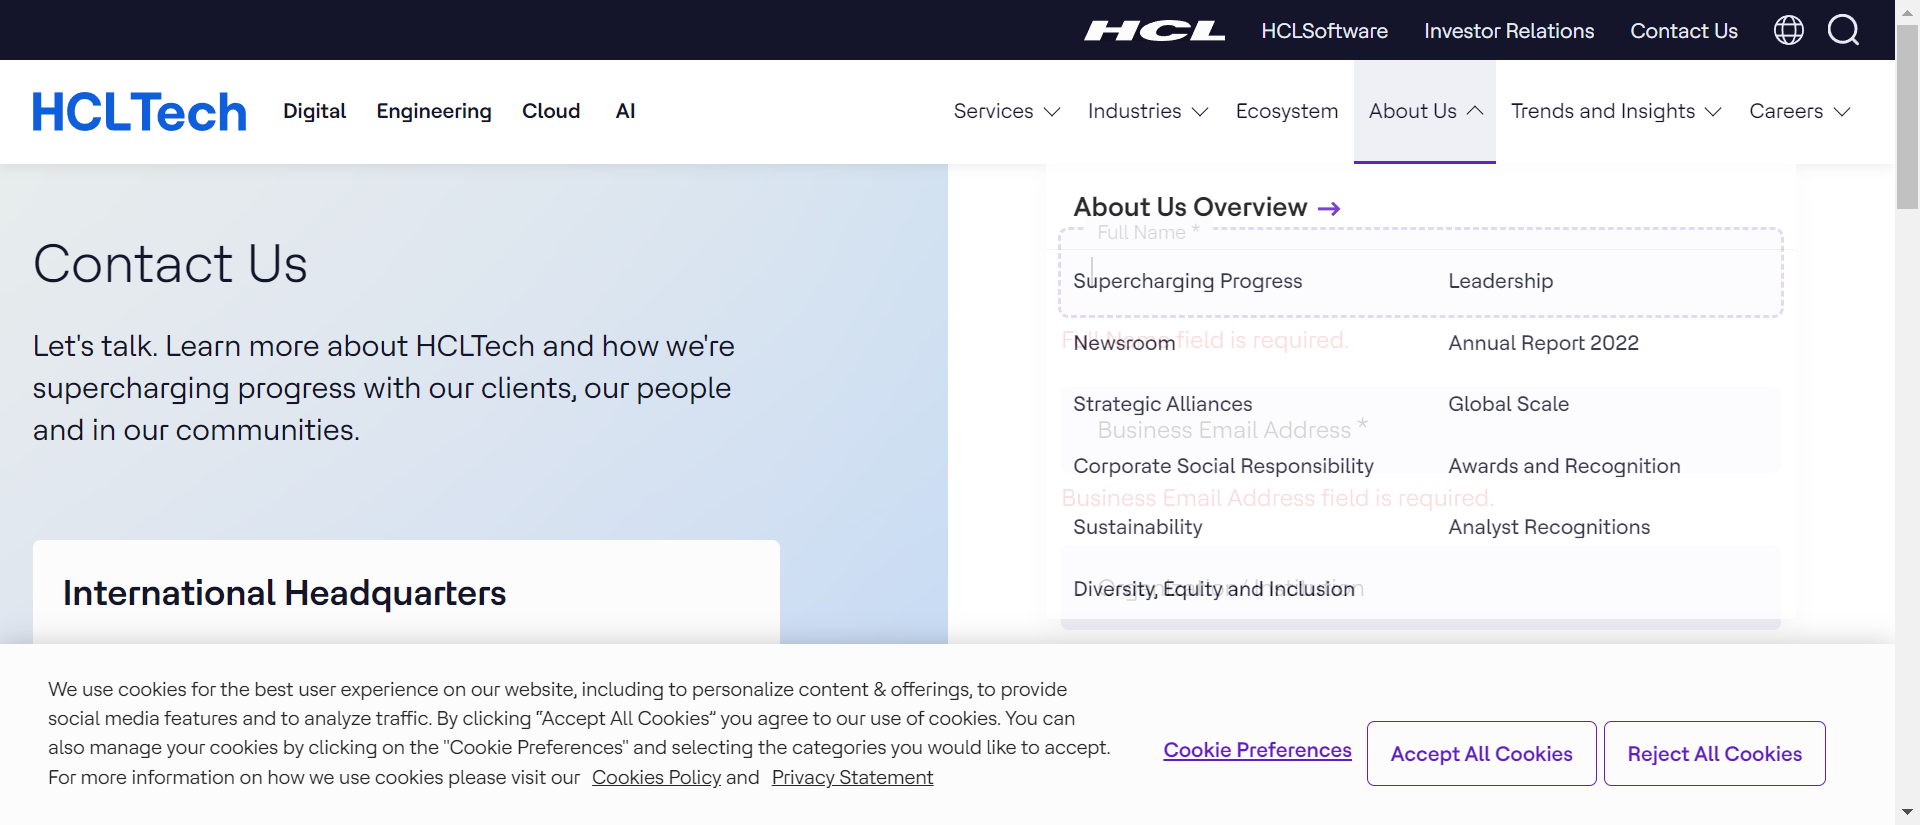 HCL HCLSoftware Investor Relations Contact Us
HCLTech Digital Engineering Cloud AI Services Industries Ecosystem About Us Trends and Insights Careers
Contact Us
Let's talk. Learn more about HCLTech and how we're
supercharging progress with our clients, our people
and in our communities.
International Headquarters
About Us Overview
Full Name *
Supercharging Progress Leadership
Full Name field is required.
Newsroom Annual Report 2022
Strategic Alliances Global Scale
Business Email Address *
Corporate Social Responsibility Awards and Recognition
Business Email Address field is required.
Sustainability Analyst Recognitions
Organization / Institution
Diversity, Equity and Inclusion
We use cookies for the best user experience on our website, including to personalize content & offerings, to provide
social media features and to analyze traffic. By clicking “Accept All Cookies” you agree to our use of cookies. You can
also manage your cookies by clicking on the "Cookie Preferences" and selecting the categories you would like to accept.
For more information on how we use cookies please visit our Cookies Policy and Privacy Statement
Cookie Preferences Accept All Cookies Reject All Cookies